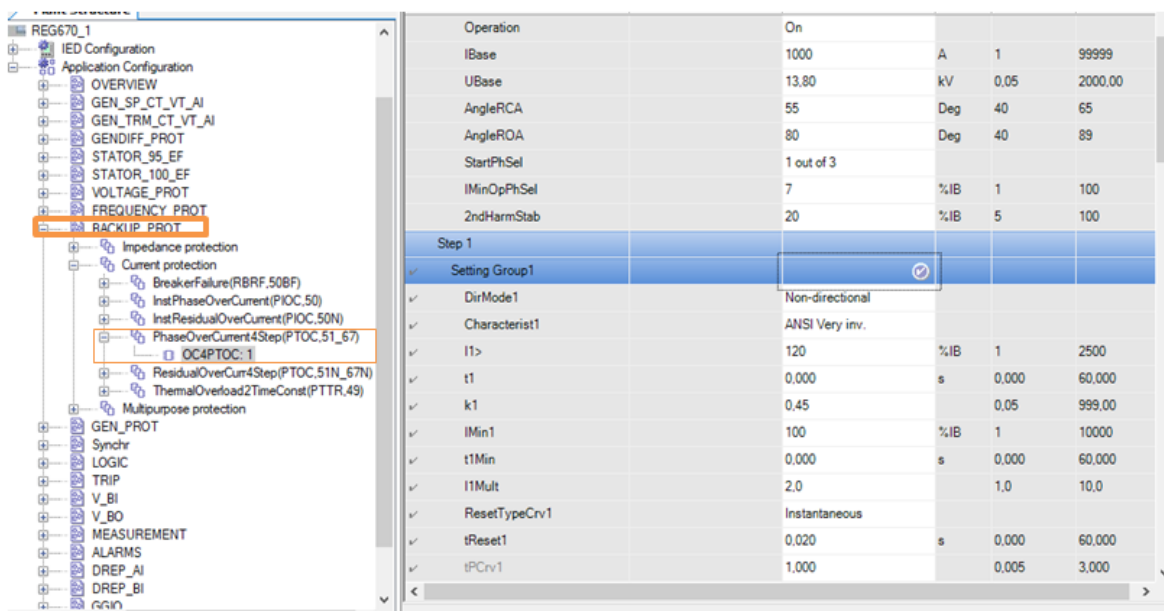 Plant Structure
REG670_1
IED Configuration
Application Configuration
OVERVIEW
GEN_SP_CT_VT_AI
GEN_TRM_CT_VT_AI
GENDIFF_PROT
STATOR_95_EF
STATOR_100_EF
VOLTAGE_PROT
FREQUENCY_PROT
BACKUP_PROT
Impedance protection
Current protection
BreakerFailure(RBRF,50BF)
InstPhaseOverCurrent(PIOC,50)
InstResidualOverCurrent(PIOC,50N)
PhaseOverCurrent4Step(PTOC,51_67)
OC4PTOC: 1
ResidualOverCurr4Step(PTOC,51N_67N)
ThermalOverload2TimeConst(PTTR,49)
Multipurpose protection
GEN_PROT
Synchr
LOGIC
TRIP
V_BI
V_BO
MEASUREMENT
ALARMS
DREP_AI
DREP_BI
GGIO
Operation On
IBase 1000 A 1 99999
UBase 13,80 kV 0,05 2000,00
AngleRCA 55 Deg 40 65
AngleROA 80 Deg 40 89
StartPhSel 1 out of 3
IMinOpPhSel 7 %IB 1 100
2ndHarmStab 20 %IB 5 100
Step 1
Setting Group1
DirMode1 Non-directional
Characterist1 ANSI Very inv.
I1> 120 %IB 1 2500
t1 0,000 s 0,000 60,000
k1 0,45 0,05 999,00
IMin1 100 %IB 1 10000
t1Min 0,000 s 0,000 60,000
I1Mult 2,0 1,0 10,0
ResetTypeCrv1 Instantaneous
tReset1 0,020 s 0,000 60,000
tPCrv1 1,000 0,005 3,000